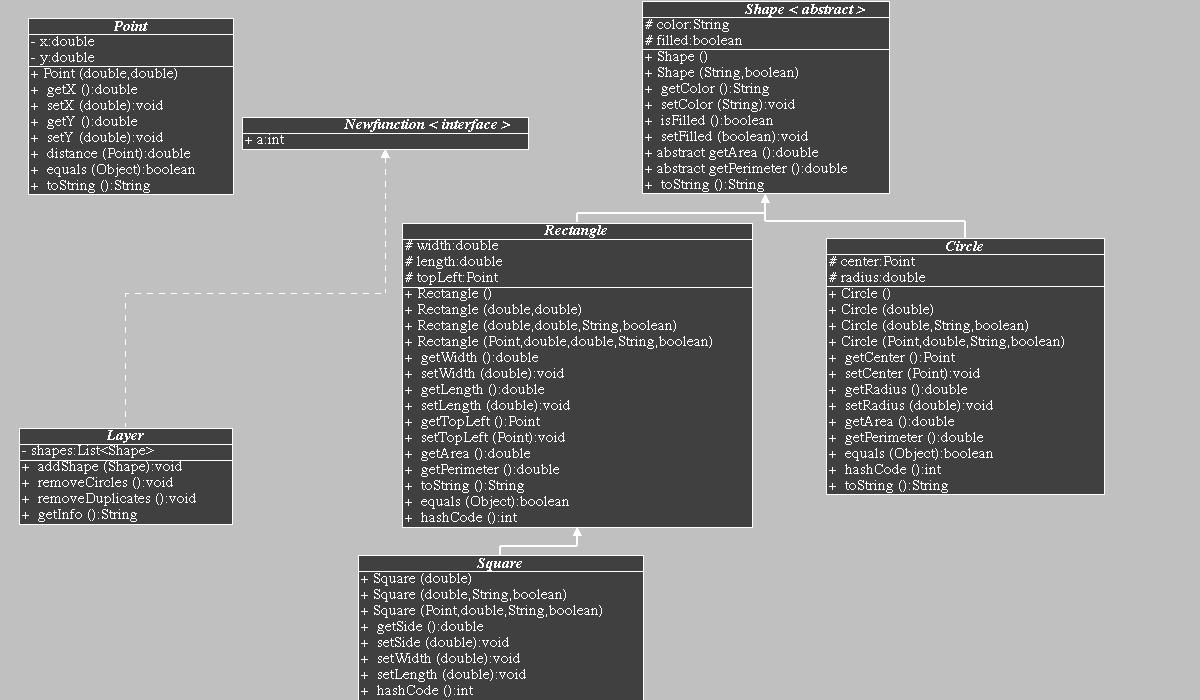 Point
- x:double
- y:double
+ Point (double,double)
+ getX ():double
+ setX (double):void
+ getY ():double
+ setY (double):void
+ distance (Point):double
+ equals (Object):boolean
+ toString ():String
Newfunction < interface >
+ a:int
Shape < abstract >
# color:String
# filled:boolean
+ Shape ()
+ Shape (String,boolean)
+ getColor ():String
+ setColor (String):void
+ isFilled ():boolean
+ setFilled (boolean):void
+ abstract getArea ():double
+ abstract getPerimeter ():double
+ toString ():String
Rectangle
# width:double
# length:double
# topLeft:Point
+ Rectangle ()
+ Rectangle (double,double)
+ Rectangle (double,double,String,boolean)
+ Rectangle (Point,double,double,String,boolean)
+ getWidth ():double
+ setWidth (double):void
+ getLength ():double
+ setLength (double):void
+ getTopLeft ():Point
+ setTopLeft (Point):void
+ getArea ():double
+ getPerimeter ():double
+ toString ():String
+ equals (Object):boolean
+ hashCode ():int
Circle
# center:Point
# radius:double
+ Circle ()
+ Circle (double)
+ Circle (double,String,boolean)
+ Circle (Point,double,String,boolean)
+ getCenter ():Point
+ setCenter (Point):void
+ getRadius ():double
+ setRadius (double):void
+ getArea ():double
+ getPerimeter ():double
+ equals (Object):boolean
+ hashCode ():int
+ toString ():String
Layer
- shapes:List<Shape>
+ addShape (Shape):void
+ removeCircles ():void
+ removeDuplicates ():void
+ getInfo ():String
Square
+ Square (double)
+ Square (double,String,boolean)
+ Square (Point,double,String,boolean)
+ getSide ():double
+ setSide (double):void
+ setWidth (double):void
+ setLength (double):void
+ hashCode ():int